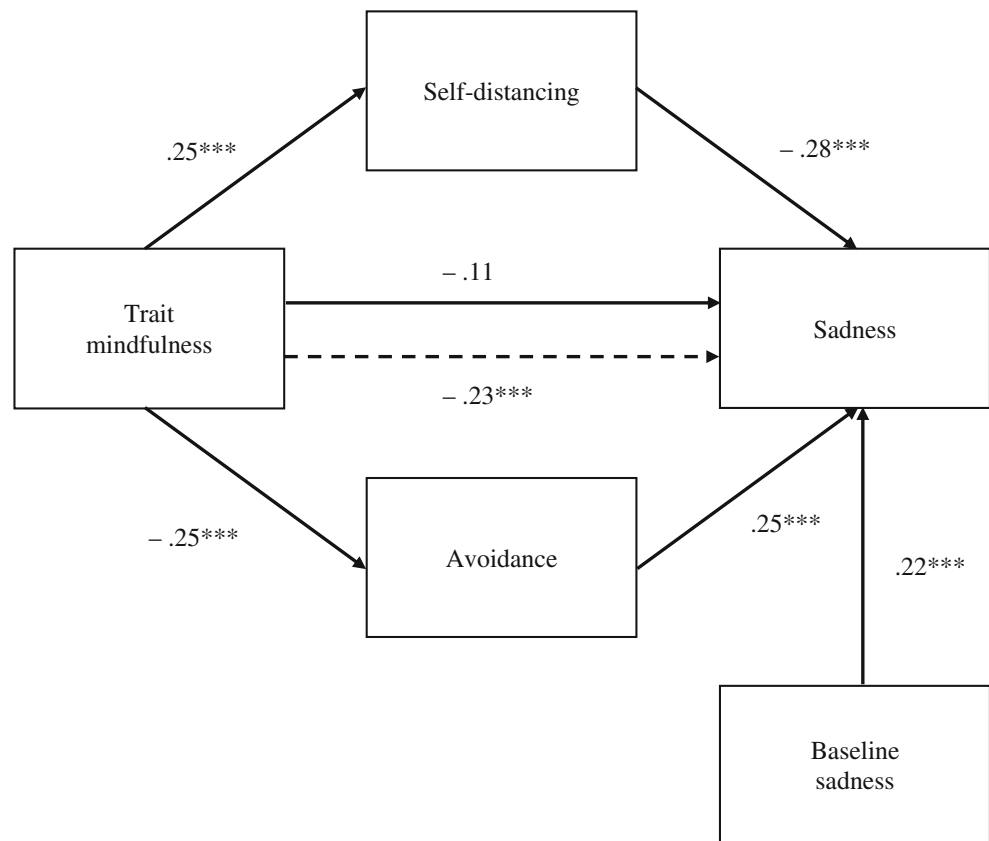 Self-distancing
.25***
– .28***
– .11
Trait
mindfulness
Sadness
– .23***
– .25***
Avoidance
.25***
.22***
Baseline
sadness